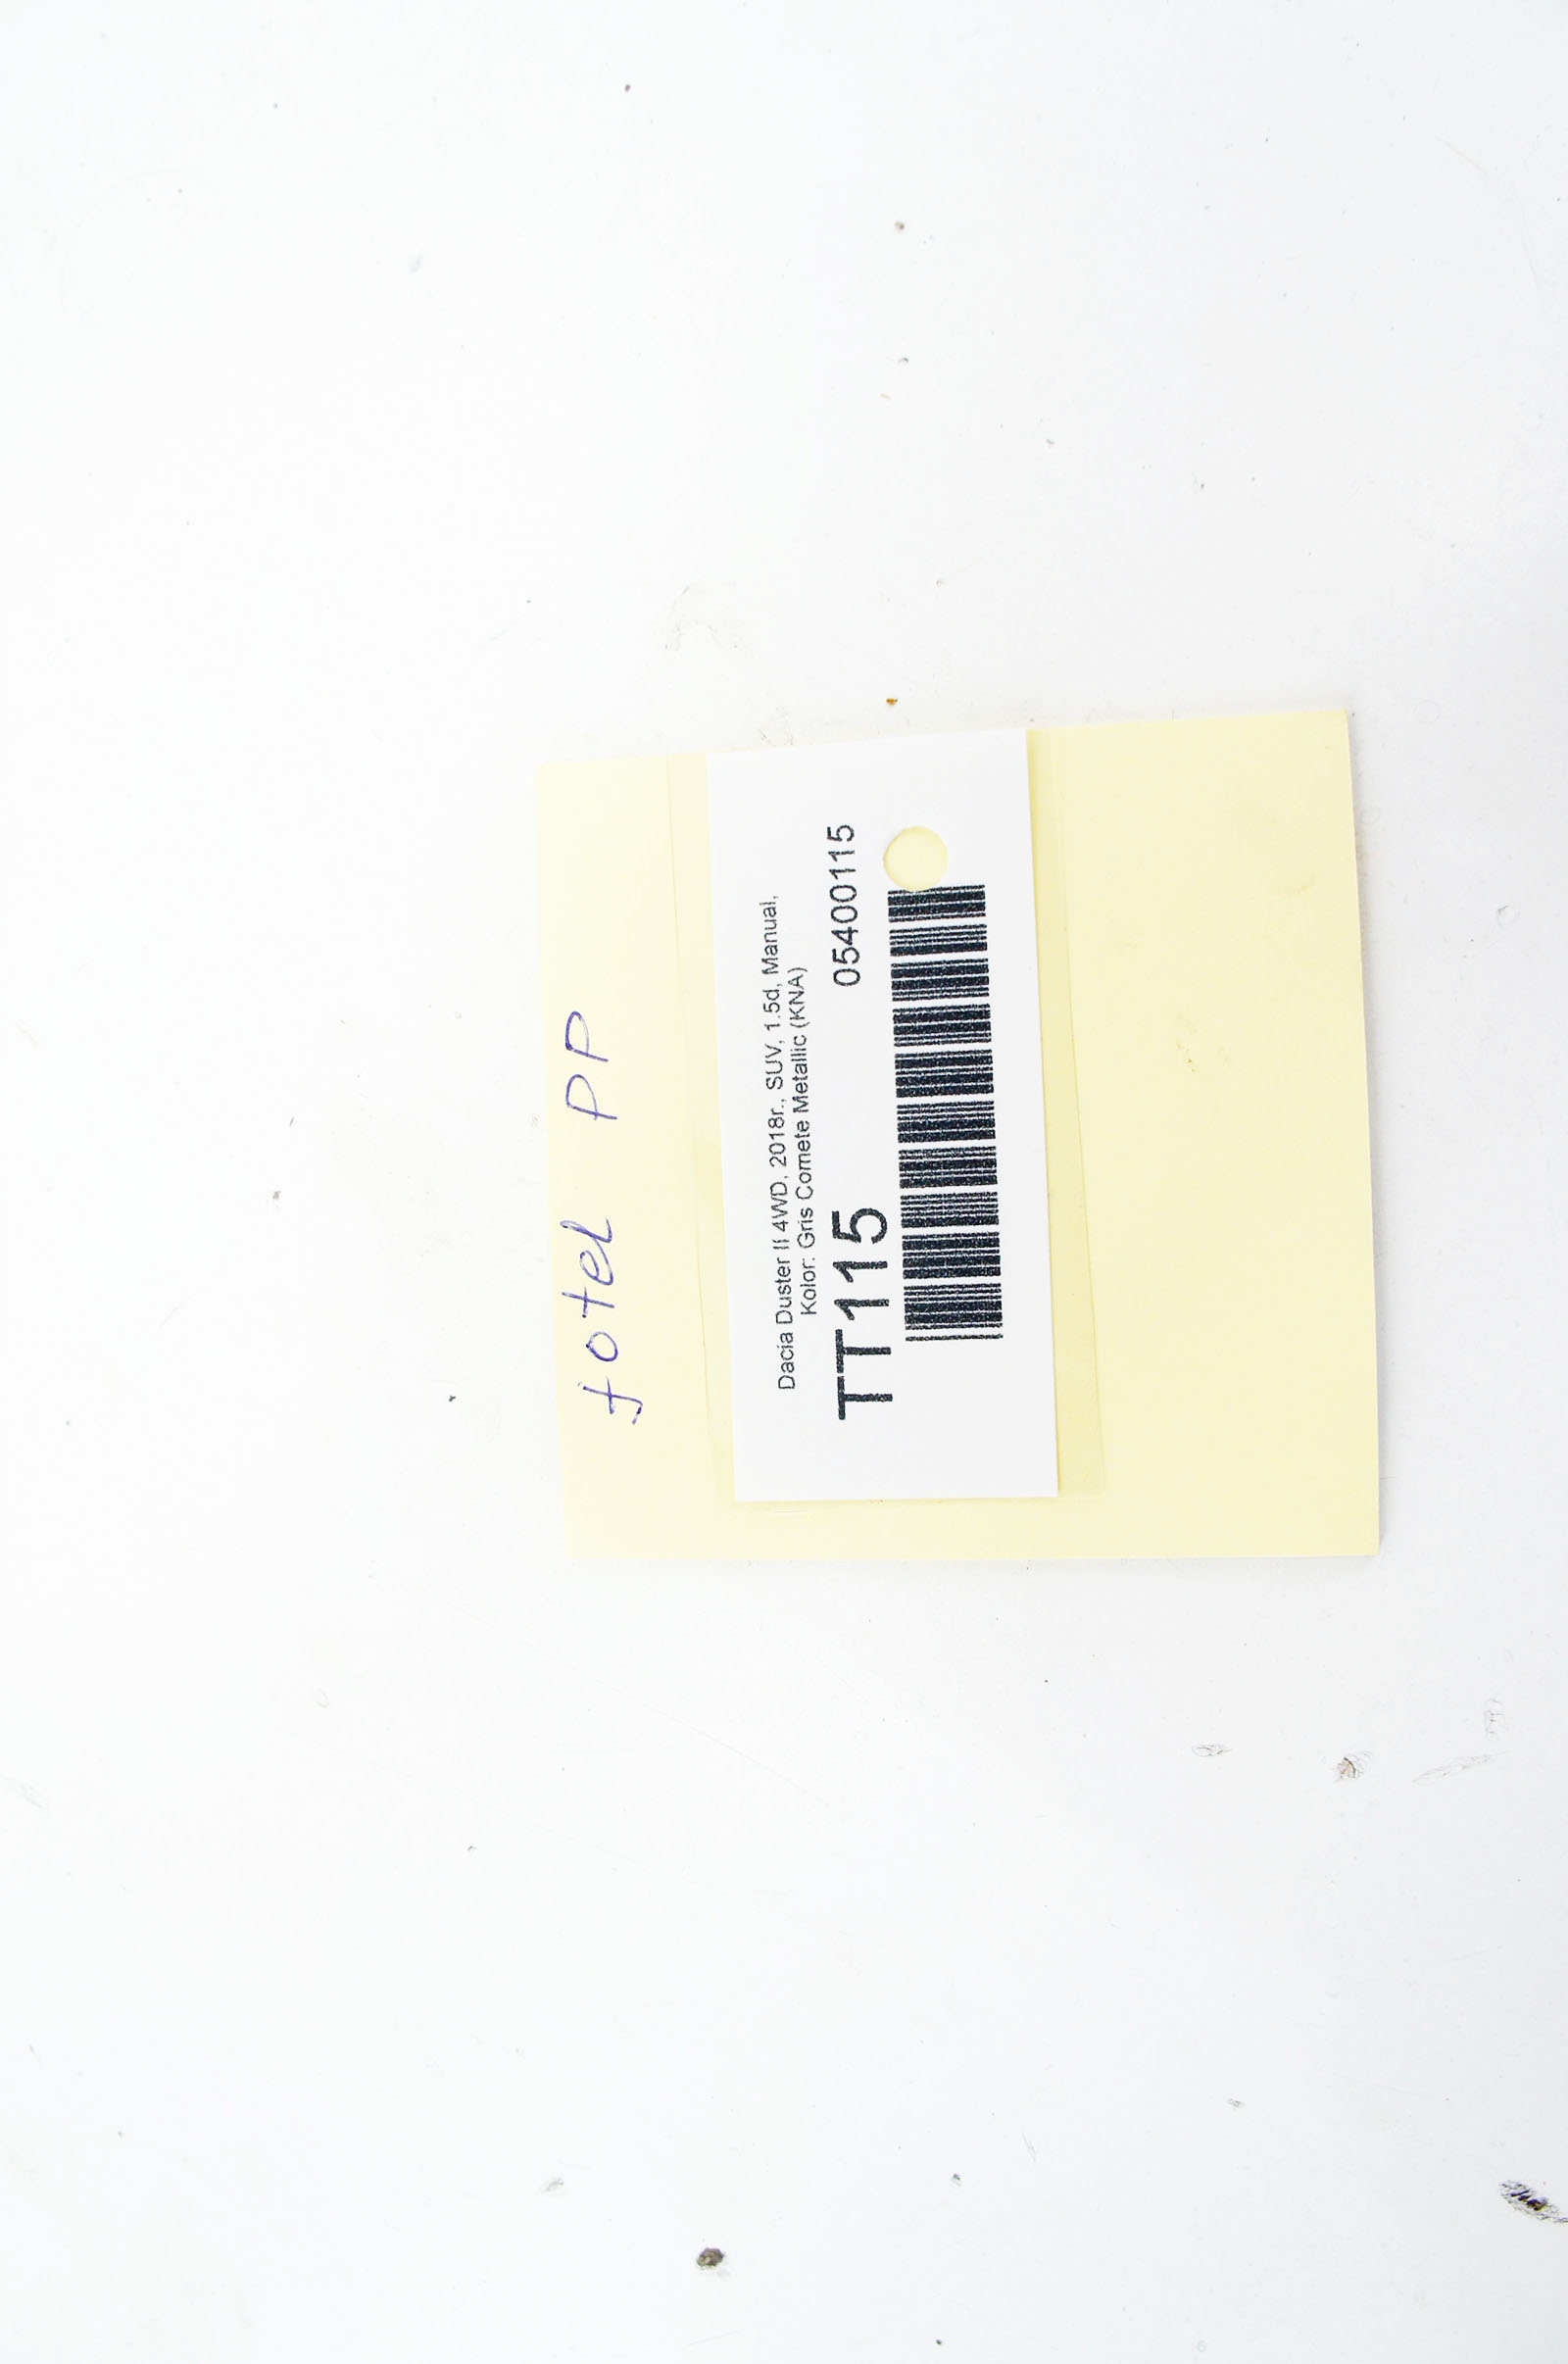 fotel PP
Dacia Duster II 4WD, 2018r., SUV, 1.5d, Manual,
Kolor: Gris Comete Metallic (KNA)
TT115 05400115